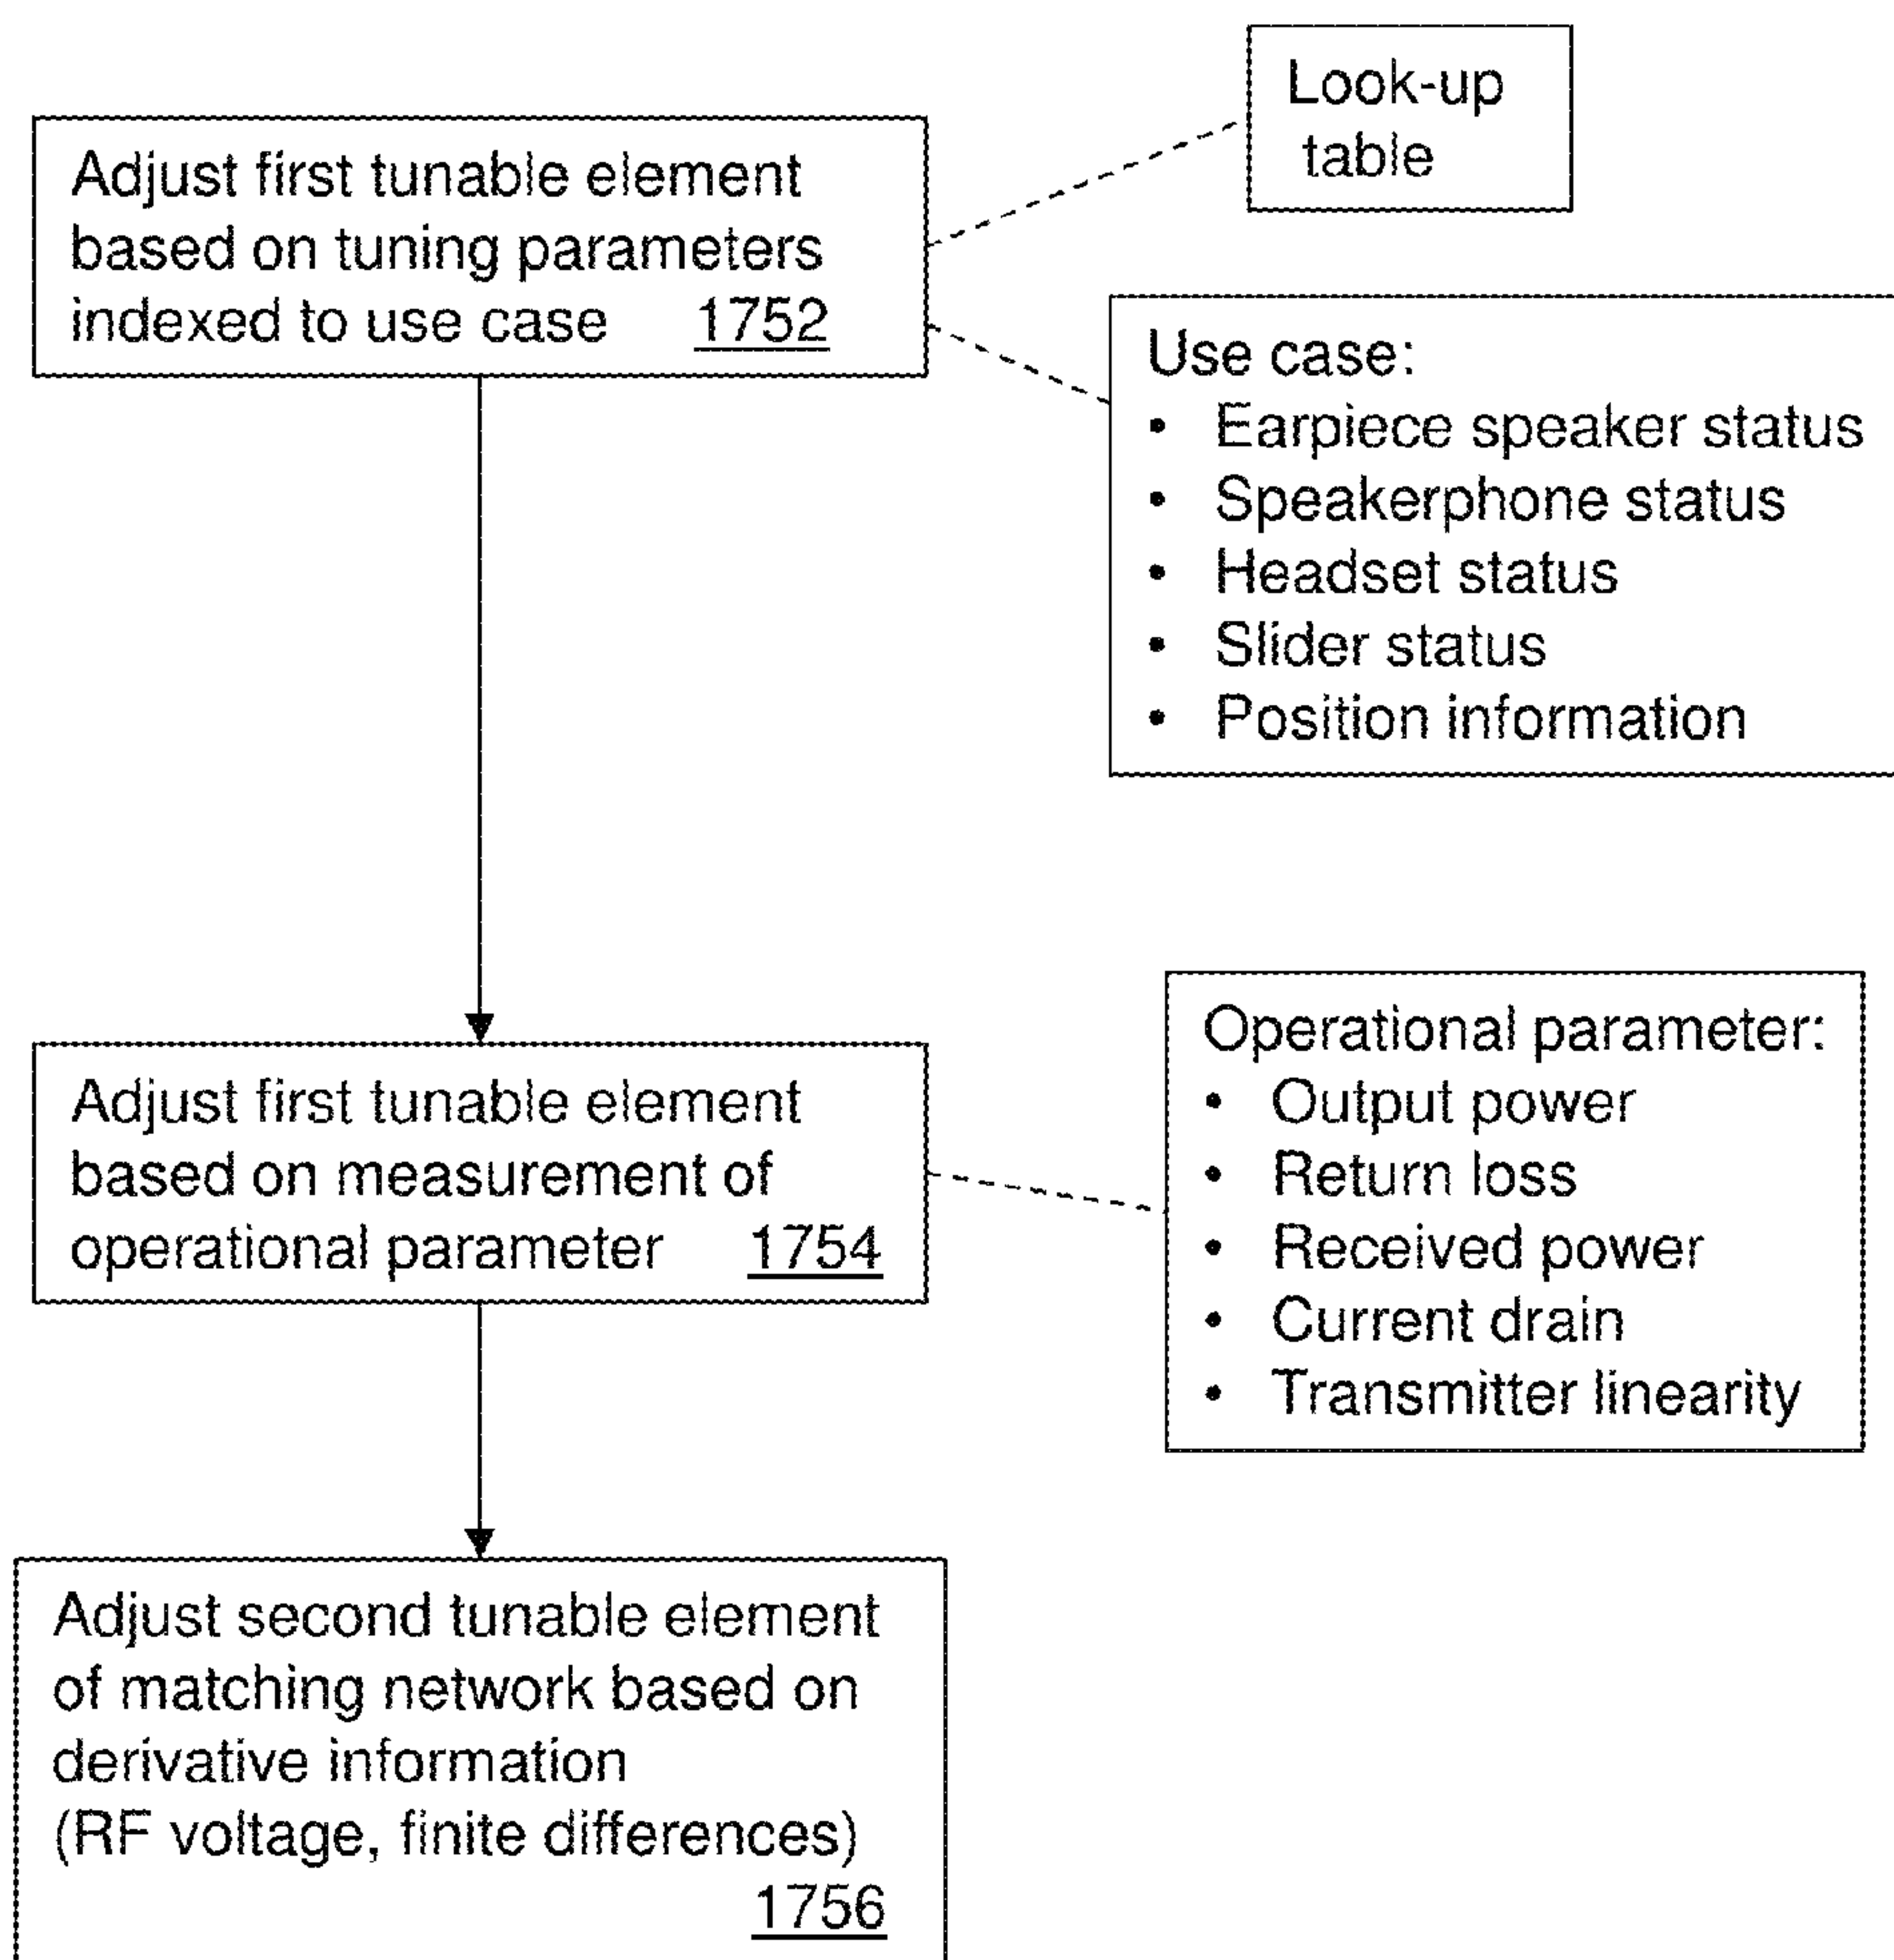 Look-up
table
Adjust first tunable element
based on tuning parameters
indexed to use case 1752
Use case:
• Earpiece speaker status
• Speakerphone status
• Headset status
• Slider status
• Position information
Adjust first tunable element
based on measurement of
operational parameter 1754
Operational parameter:
• Output power
• Return loss
• Received power
• Current drain
• Transmitter linearity
Adjust second tunable element
of matching network based on
derivative information
(RF voltage, finite differences)
1756